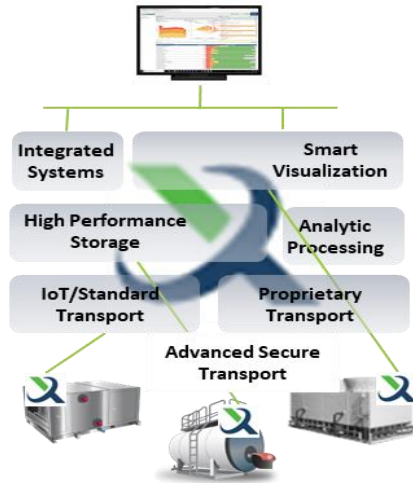 Integrated
Systems
Smart
Visualization
High Performance
Storage
Analytic
Processing
IoT/Standard
Transport
Proprietary
Transport
Advanced Secure
Transport